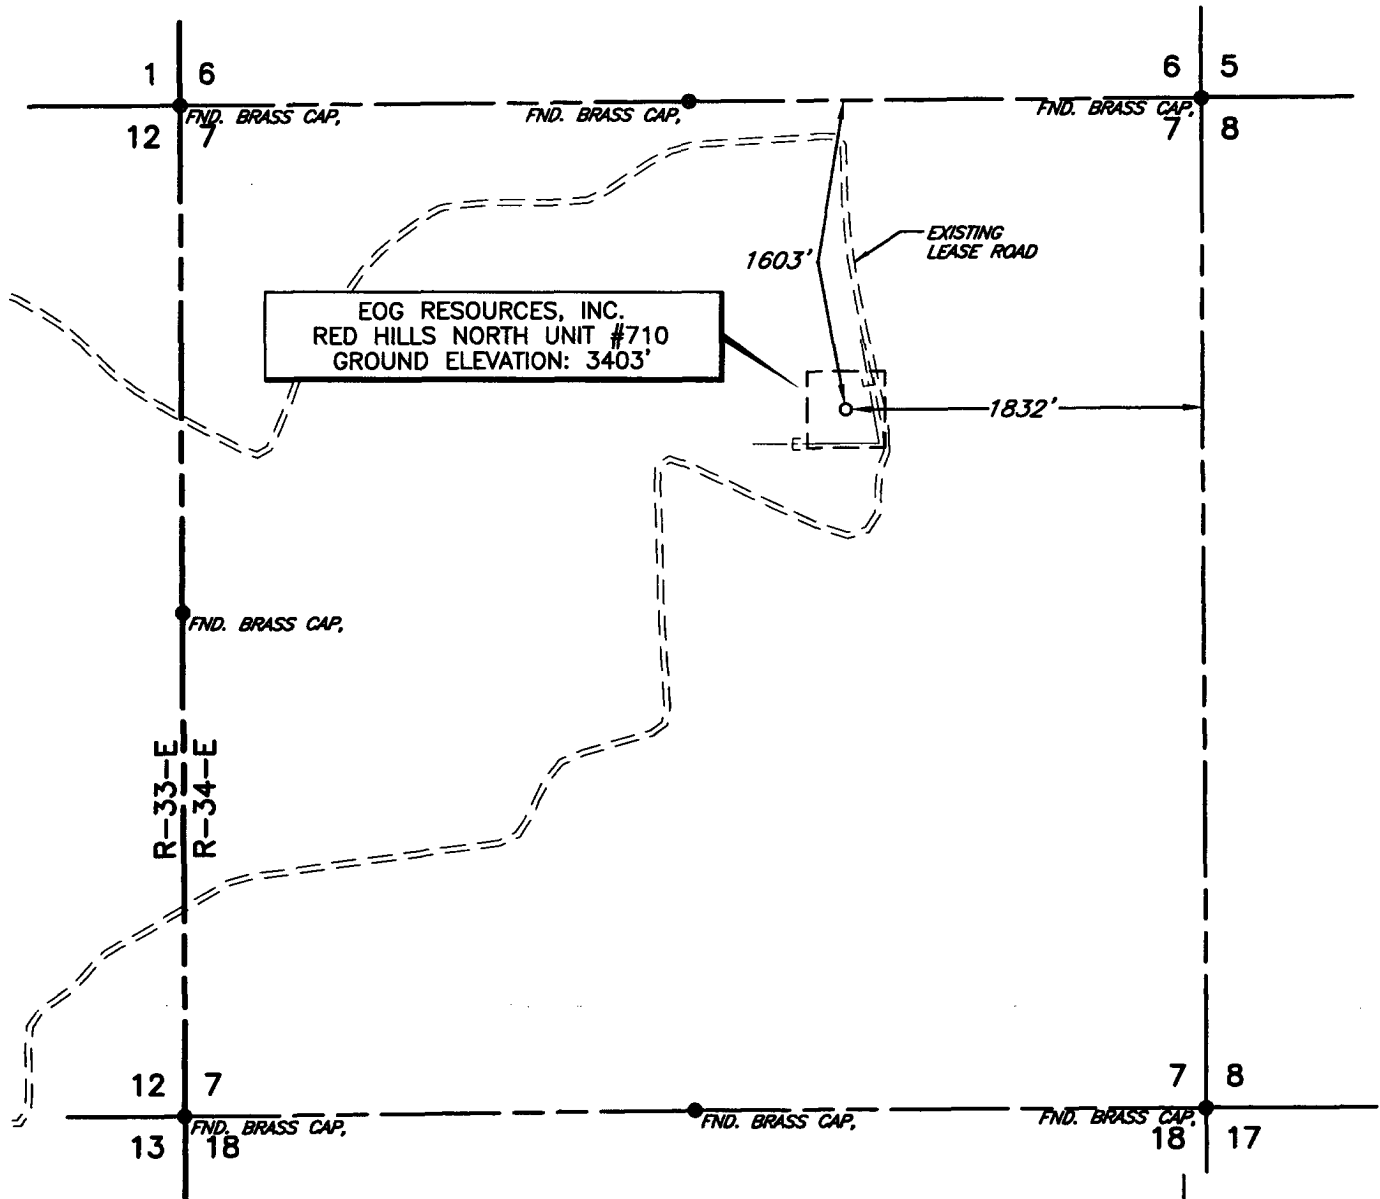 1 6
6 5
FND. BRASS CAP,
FND. BRASS CAP,
FND. BRASS CAP,
12 7
7 8
EXISTING
LEASE ROAD
1603'
EOG RESOURCES, INC.
RED HILLS NORTH UNIT #710
GROUND ELEVATION: 3403'
1832'
E
FND. BRASS CAP,
R-33-E
R-34-E
12 7
7 8
FND. BRASS CAP,
FND. BRASS CAP,
FND. BRASS CAP,
13 18
18 17